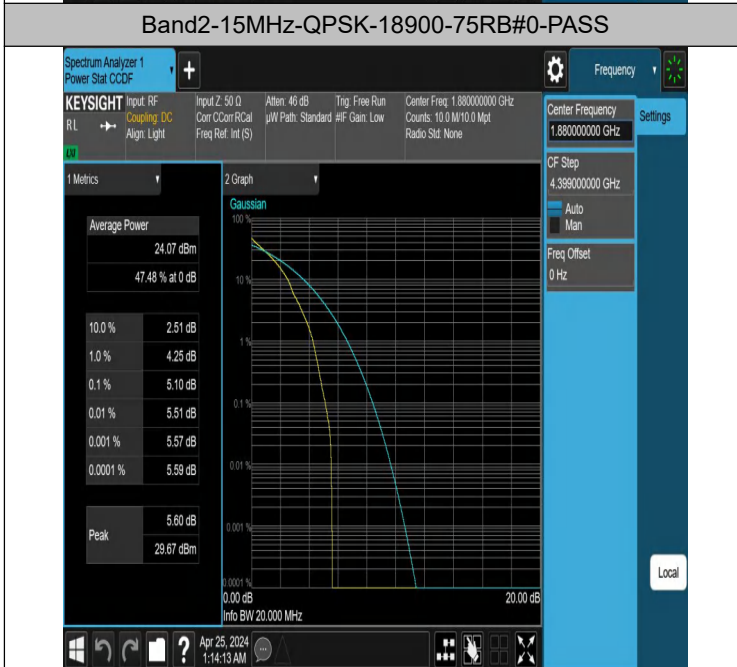 Band2-15MHz-QPSK-18900-75RB#0-PASS
Spectrum Analyzer 1
Power Stat CCDF
+
Frequency
KEYSIGHT
RL
LXI
Input: RF
Coupling: DC
Align: Light
Input Z: 50 Ω
Corr CCorr RCal
Freq Ref: Int (S)
Atten: 46 dB
µW Path: Standard
Trig: Free Run
#IF Gain: Low
Center Freq: 1.880000000 GHz
Counts: 10.0 M/10.0 Mpt
Radio Std: None
Center Frequency
1.880000000 GHz
Settings
CF Step
4.399000000 GHz
Auto
Man
Freq Offset
0 Hz
1 Metrics
Average Power
24.07 dBm
47.48 % at 0 dB
10.0 % 2.51 dB
1.0 % 4.25 dB
0.1 % 5.10 dB
0.01 % 5.51 dB
0.001 % 5.57 dB
0.0001 % 5.59 dB
Peak 5.60 dB
29.67 dBm
2 Graph
Gaussian
100 %
10 %
1 %
0.1 %
0.01 %
0.001 %
0.0001 %
0.00 dB 20.00 dB
Info BW 20.000 MHz
Local
?
Apr 25, 2024
1:14:13 AM